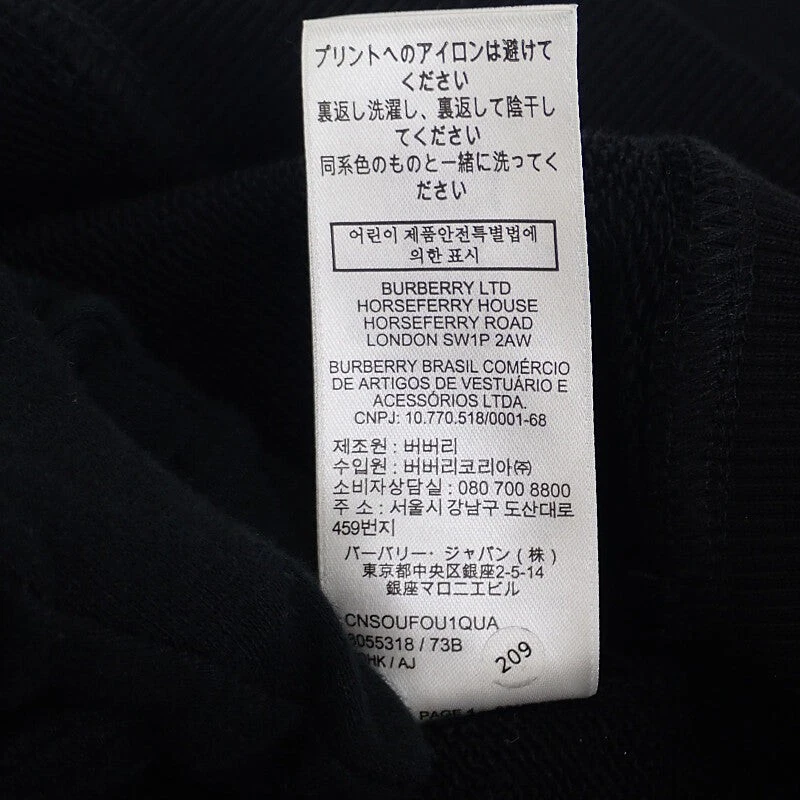 プリントへのアイロンは避けて
ください
裏返し洗濯し、裏返して陰干し
てください
同系色のものと一緒に洗ってく
ださい
어린이 제품안전특별법에
의한 표시
BURBERRY LTD
HORSEFERRY HOUSE
HORSEFERRY ROAD
LONDON SW1P 2AW
BURBERRY BRASIL COMÉRCIO
DE ARTIGOS DE VESTUÁRIO E
ACESSÓRIOS LTDA.
CNPJ: 10.770.518/0001-68
제조원 : 버버리
수입원 : 버버리코리아㈜
소비자상담실 : 080 700 8800
주 소 : 서울시 강남구 도산대로
459번지
バーバリー・ジャパン(株)
東京都中央区銀座2-5-14
銀座マロニエビル
CNSOUFOU1QUA
8055318 / 73B
/ AJ
209
PAGE